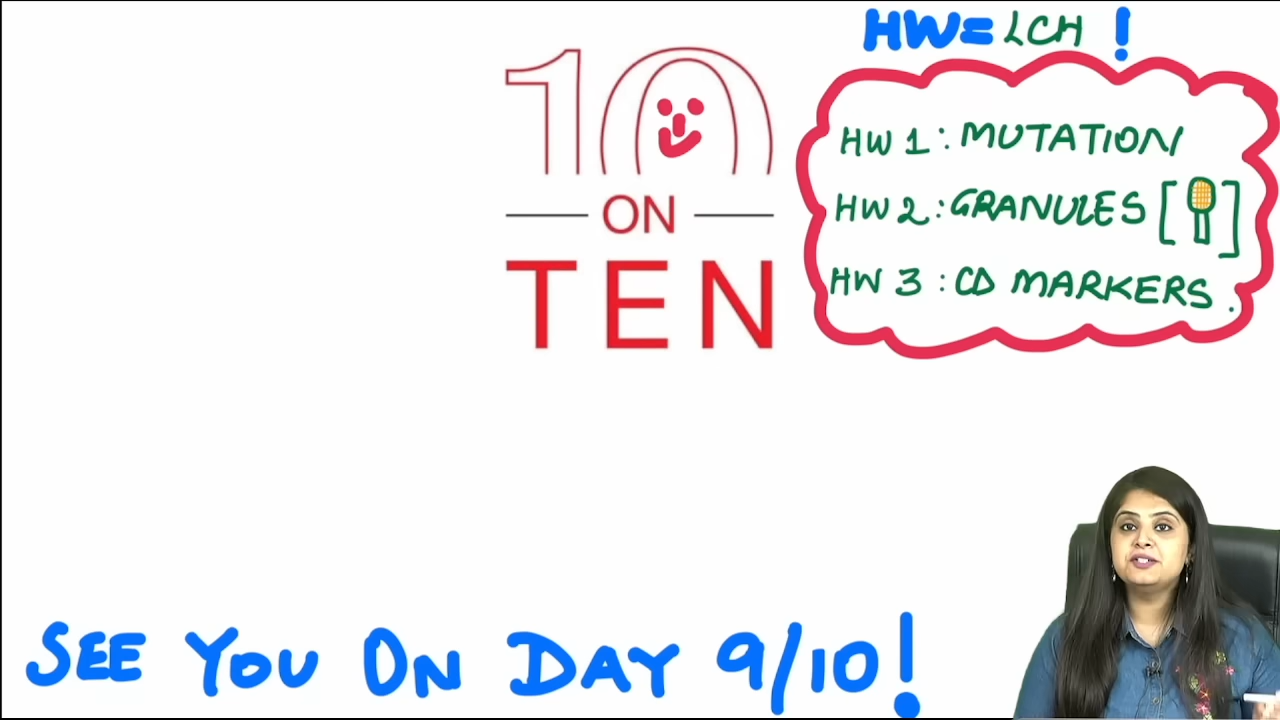 HW=LCH !
10
ON
TEN
HW 1 : MUTATION
HW 2 : GRANULES [ ]
HW 3 : CD MARKERS .
SEE YOU ON DAY 9/10!